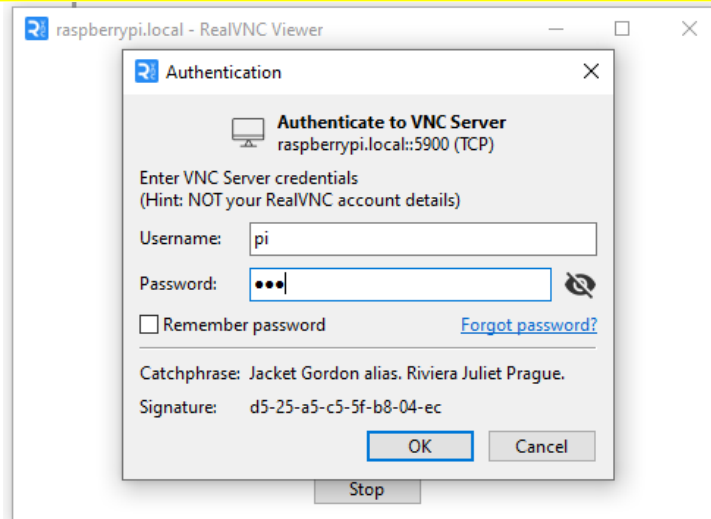 raspberrypi.local - RealVNC Viewer
Authentication
Authenticate to VNC Server
raspberrypi.local::5900 (TCP)
Enter VNC Server credentials
(Hint: NOT your RealVNC account details)
Username: pi
Password: •••
Remember password Forgot password?
Catchphrase: Jacket Gordon alias. Riviera Juliet Prague.
Signature: d5-25-a5-c5-5f-b8-04-ec
OK Cancel
Stop